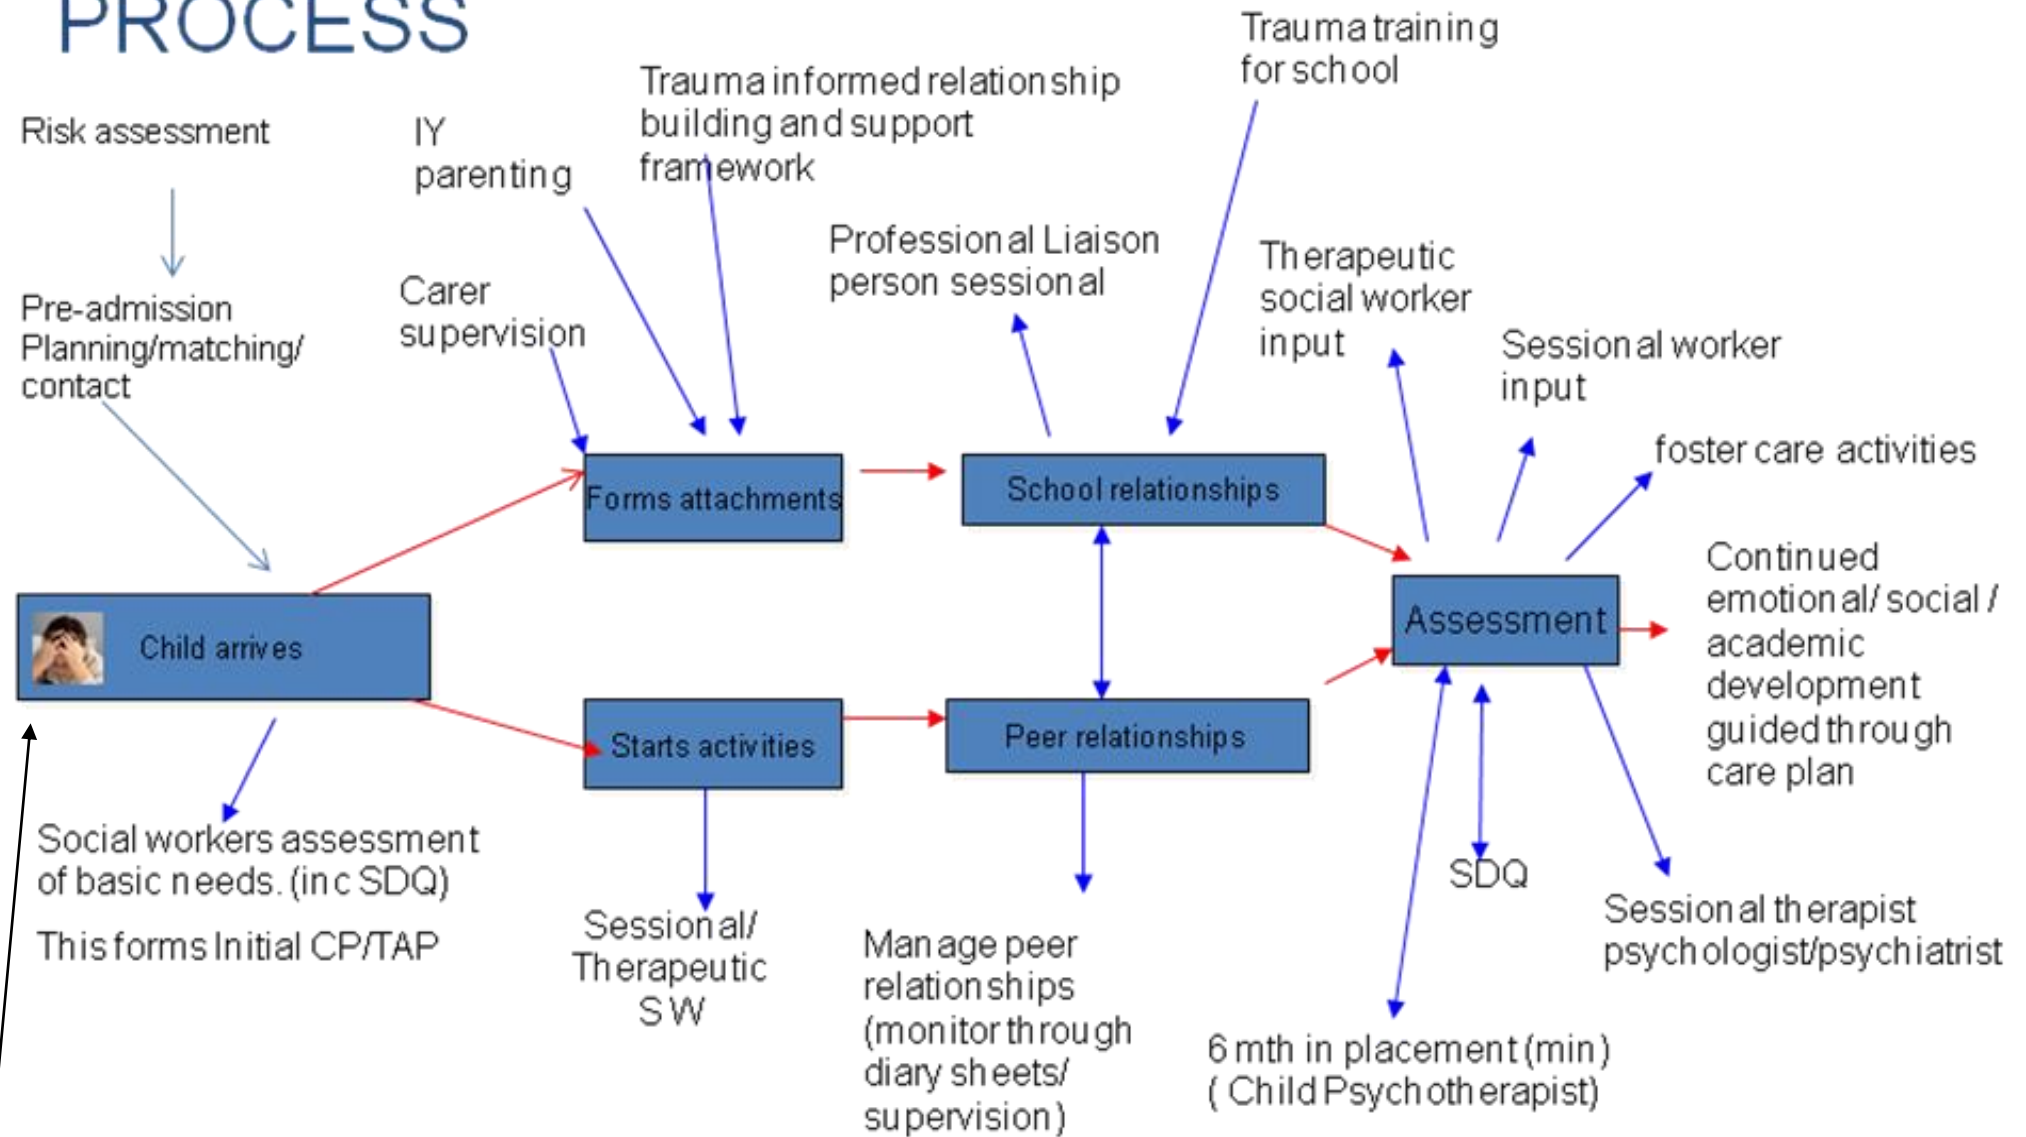 PROCESS
Risk assessment
Pre-admission
Planning/matching/
contact
IY
parenting
Carer
supervision
Trauma informed relationship
building and support
framework
Professional Liaison
person sessional
Trauma training
for school
Therapeutic
social worker
input
Sessional worker
input
foster care activities
Forms attachments
School relationships
Child arrives
Starts activities
Peer relationships
Assessment
Continued
emotional/ social /
academic
development
guided through
care plan
Social workers assessment
of basic needs. (inc SDQ)
This forms Initial CP/TAP
Sessional/
Therapeutic
SW
Manage peer
relationships
(monitor through
diary sheets/
supervision)
6 mth in placement (min)
( Child Psychotherapist)
SDQ
Sessional therapist
psychologist/psychiatrist